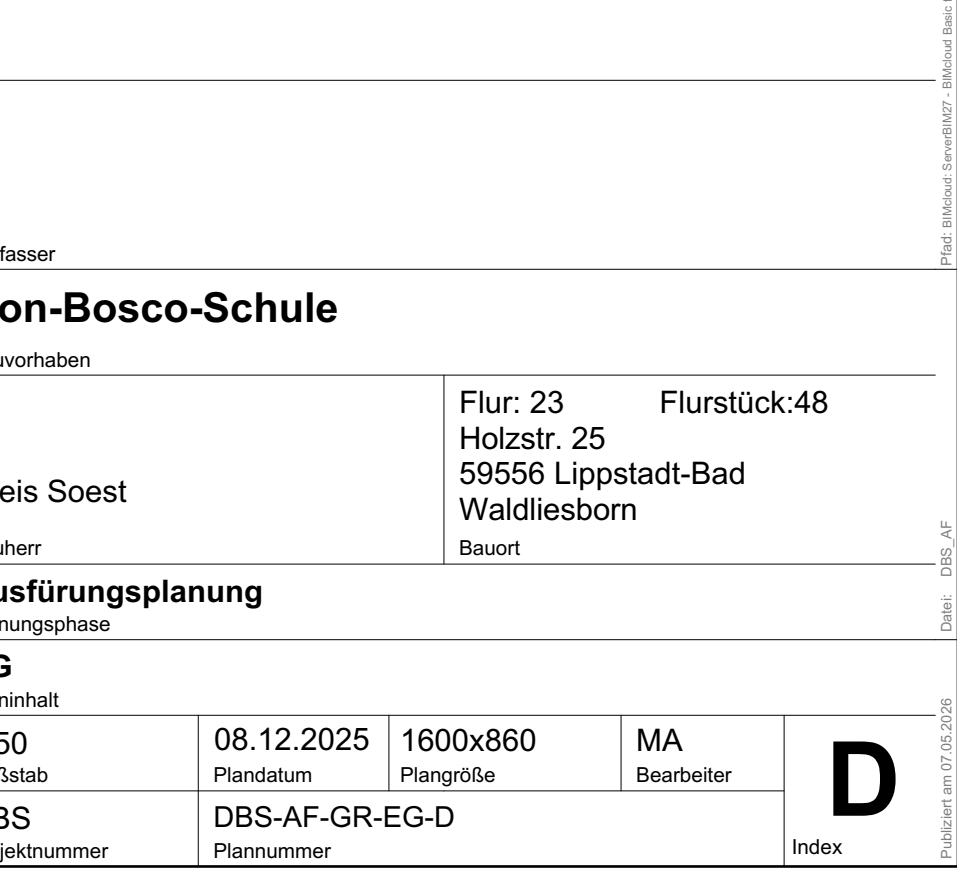 fasser
on-Bosco-Schule
uvorhaben
eis Soest
uherr
Flur: 23 Flurstück:48
Holzstr. 25
59556 Lippstadt-Bad
Waldliesborn
Bauort
usfürungsplanung
nungsphase
G
ninhalt
50
ßstab
08.12.2025
Plandatum
1600x860
Plangröße
MA
Bearbeiter
BS
jektnummer
DBS-AF-GR-EG-D
Plannummer
D
Index
Pfad: BIMcloud: ServerBIM27 - BIMcloud Basic f
Datei: DBS_AF
Publiziert am 07.05.2026